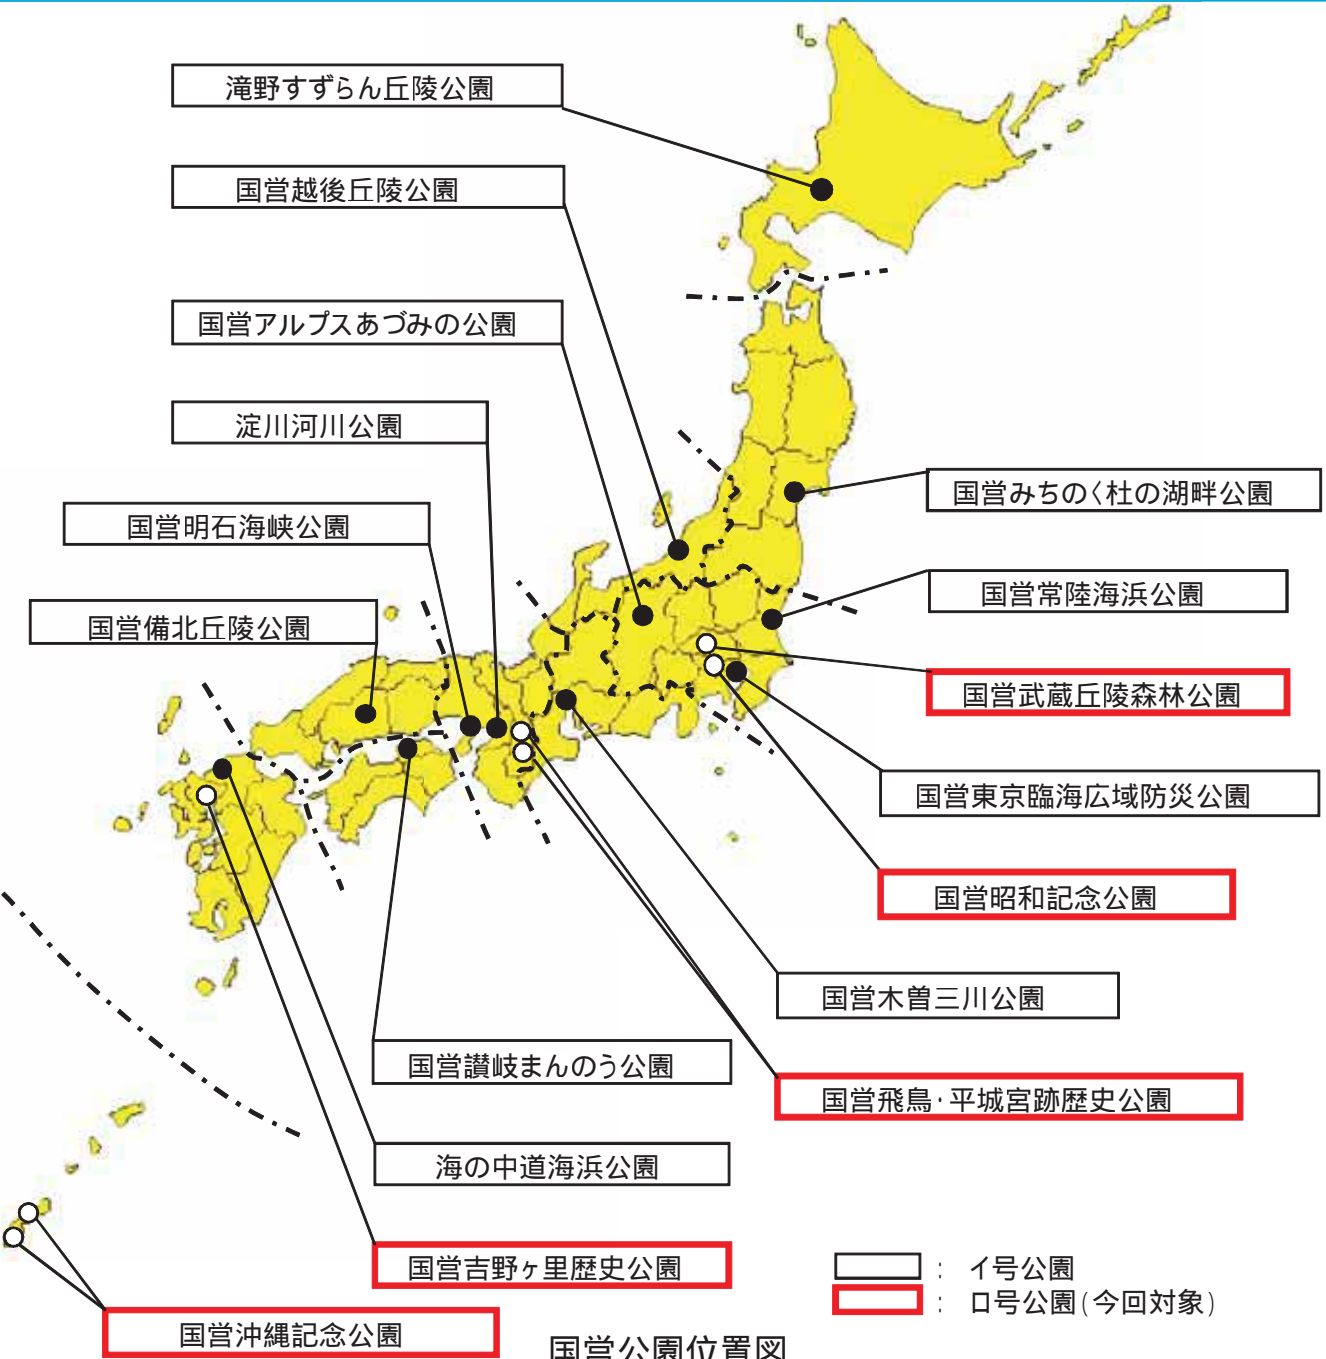 滝野すずらん丘陵公園
国営越後丘陵公園
国営アルプスあづみの公園
淀川河川公園
国営みちのく杜の湖畔公園
国営明石海峡公園
国営常陸海浜公園
国営備北丘陵公園
国営武蔵丘陵森林公園
国営東京臨海広域防災公園
国営昭和記念公園
国営木曽三川公園
国営讃岐まんのう公園
国営飛鳥・平城宮跡歴史公園
海の中道海浜公園
国営吉野ヶ里歴史公園
： イ号公園
： ロ号公園(今回対象)
国営沖縄記念公園
国営公園位置図